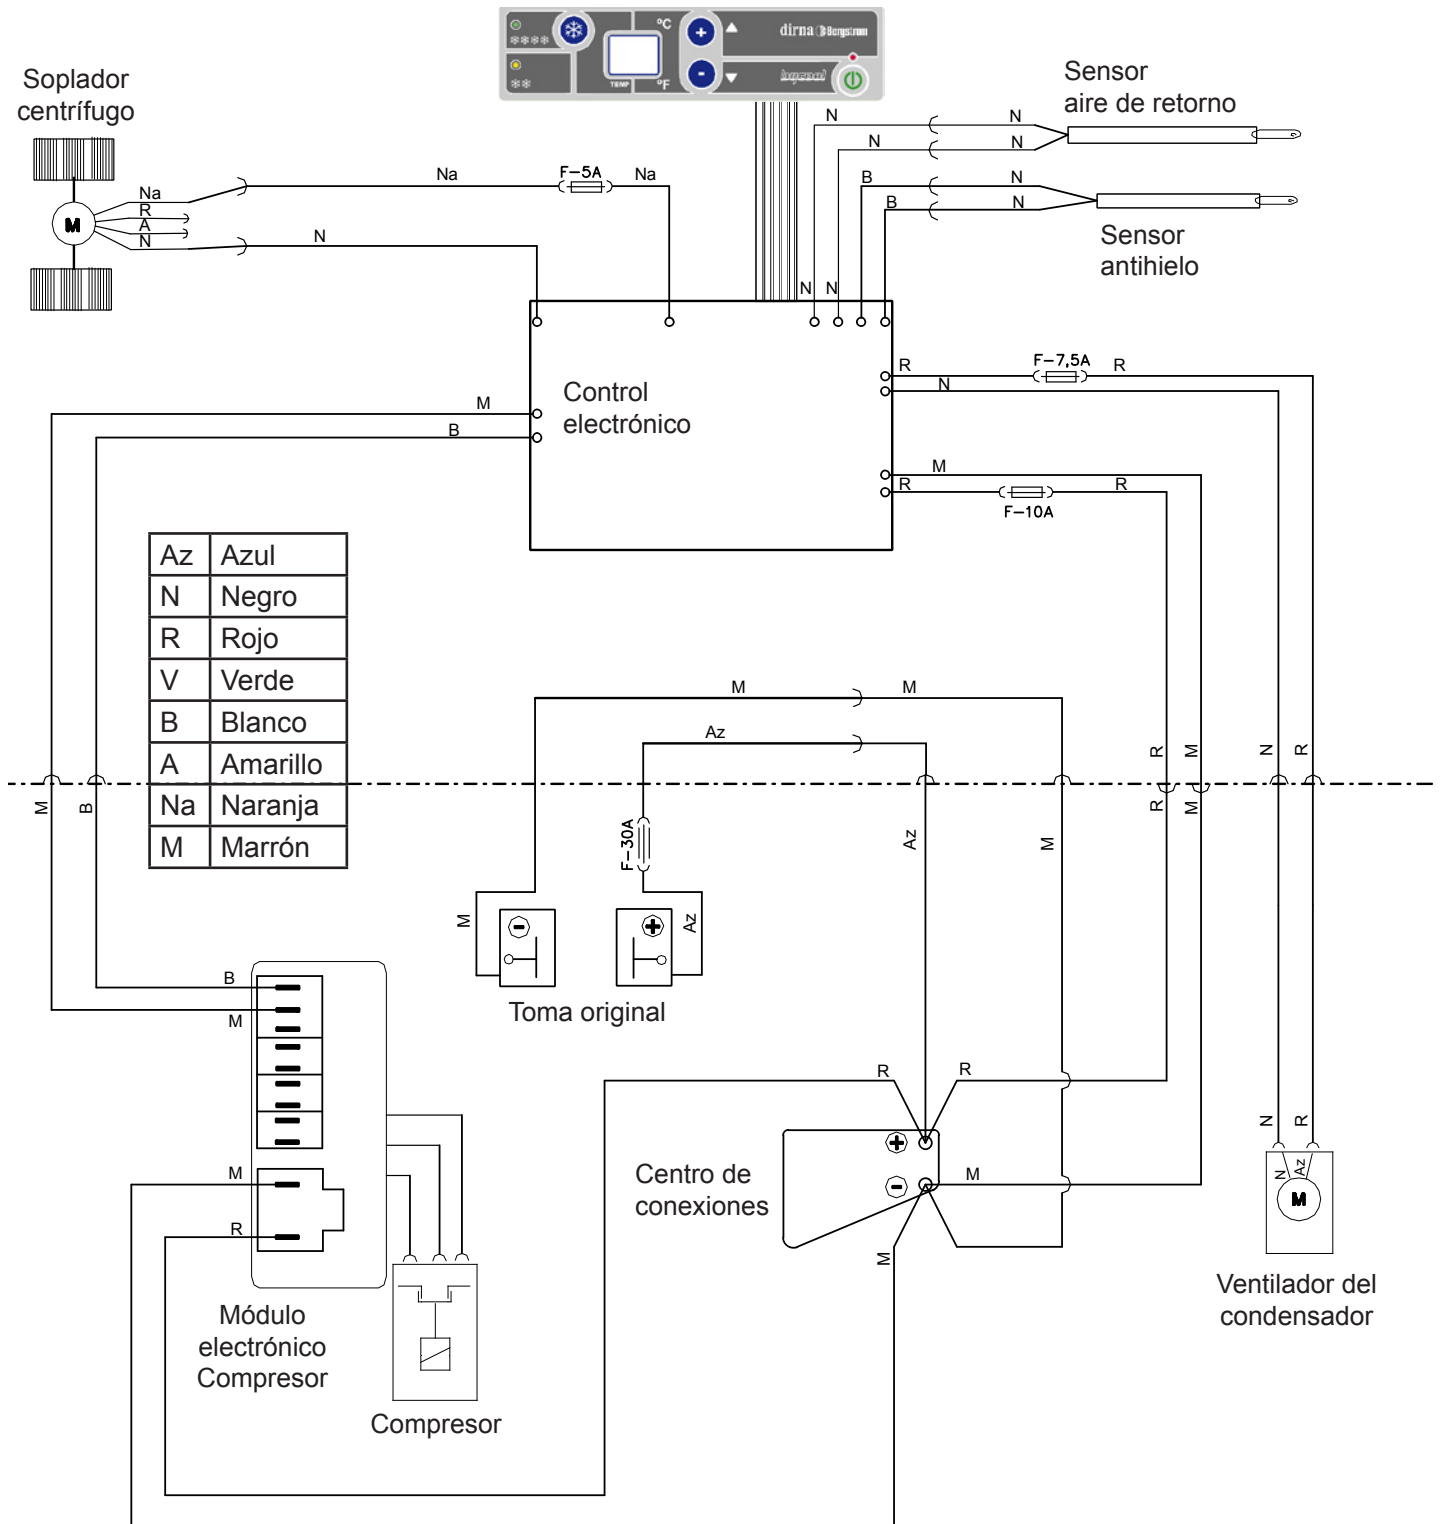 °C
dirna Bergstrom
TEMP
°F
bycool
+
-
Soplador
centrífugo
Sensor
aire de retorno
N
N
N
N
Na
F-5A
Na
Na
R
A
N
M
N
B
N
B
N
Sensor
antihielo
N
N
Control
electrónico
R
F-7,5A
R
N
M
B
M
R
R
F-10A
Az
Azul
N
Negro
R
Rojo
V
Verde
B
Blanco
A
Amarillo
Na
Naranja
M
Marrón
M
M
Az
R
M
N
R
M
B
R
M
F-30A
Az
M
M
-
+
Az
Toma original
B
M
R
R
+
-
Centro de
conexiones
M
M
M
R
N
R
N
Az
M
Ventilador del
condensador
Módulo
electrónico
Compresor
Compresor